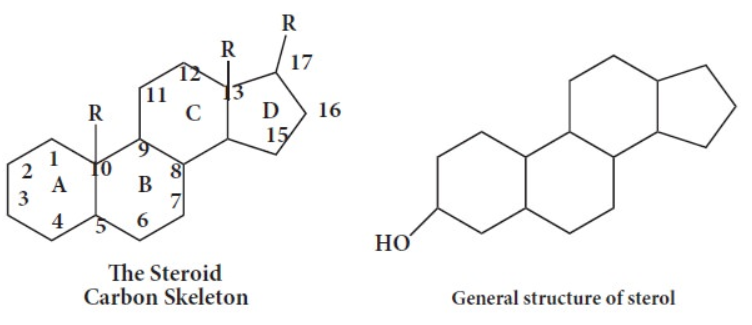 R
R
17
12
11
13
R
C
D
16
15
1
9
2
10
8
A
B
3
7
4
5
6
HO
The Steroid
Carbon Skeleton
General structure of sterol